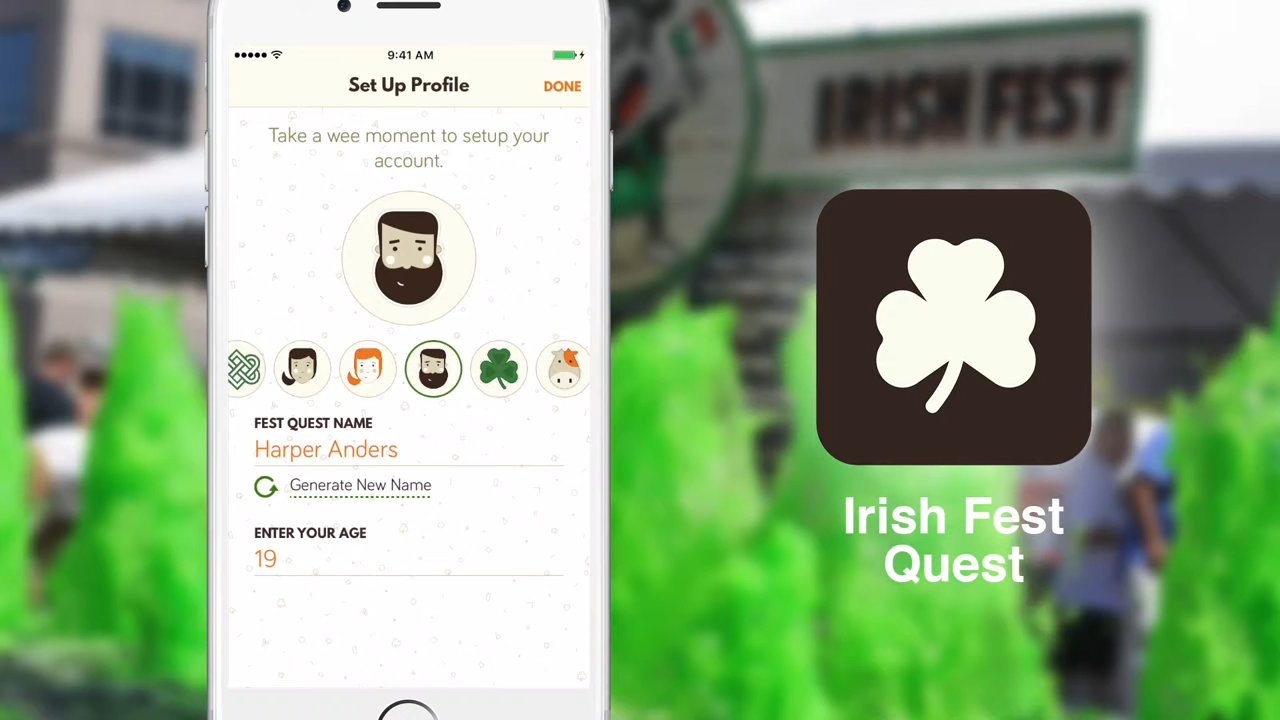 9:41 AM
Set Up Profile
DONE
Take a wee moment to setup your
account.
FEST QUEST NAME
Harper Anders
Generate New Name
ENTER YOUR AGE
19
IRISH FEST
Irish Fest
Quest